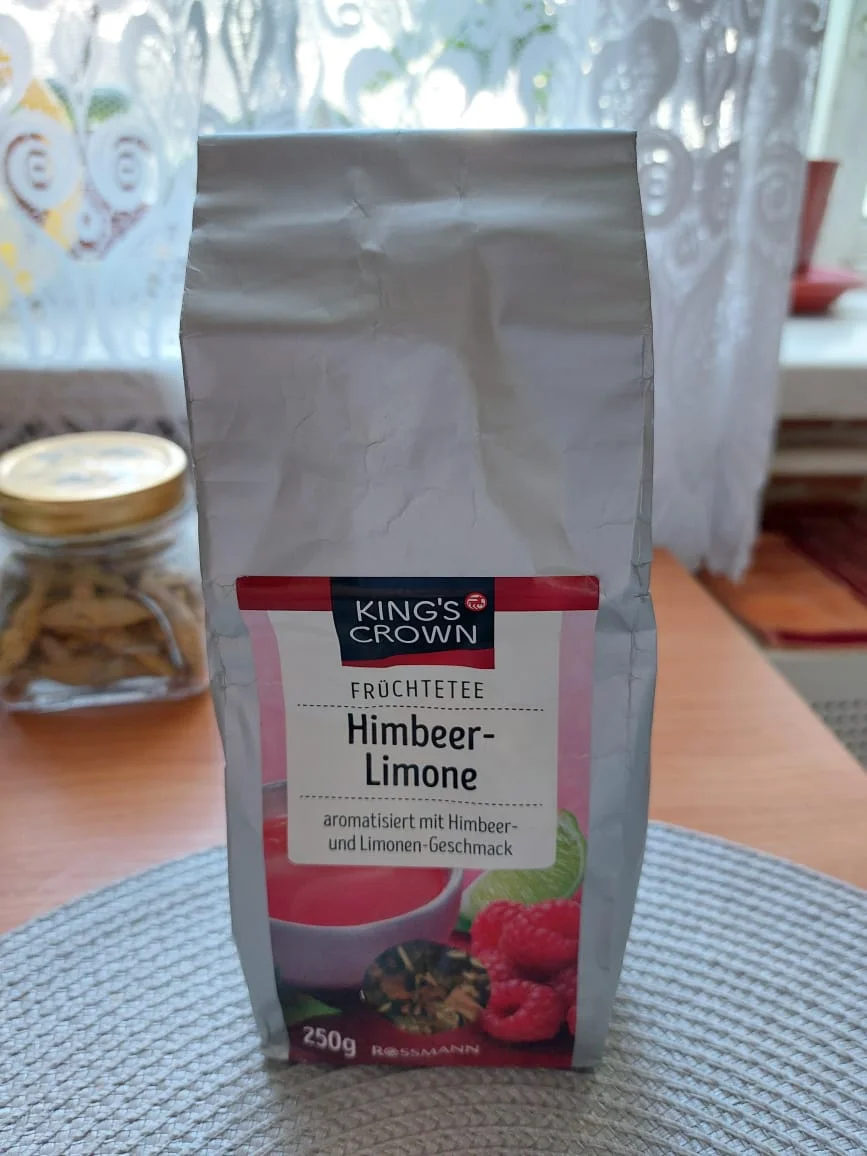 KING'S
CROWN
FRÜCHTETEE
Himbeer-
Limone
aromatisiert mit Himbeer-
und Limonen-Geschmack
250g
ROSSMANN